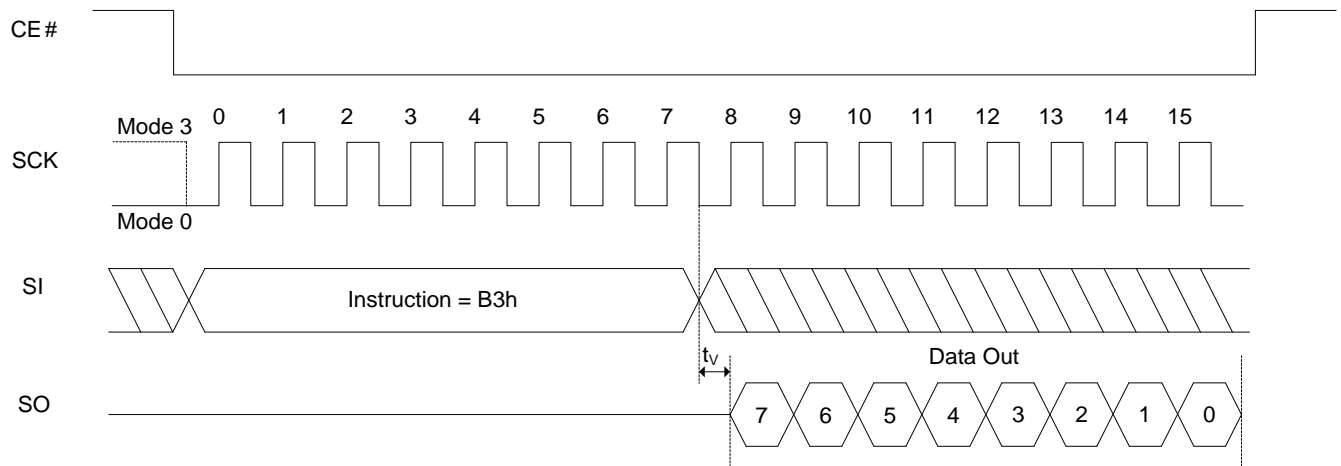 CE #
0 1 2 3 4 5 6 7 8 9 10 11 12 13 14 15
Mode 3
SCK
Mode 0
SI
Instruction = B3h
tV
Data Out
SO
7 6 5 4 3 2 1 0